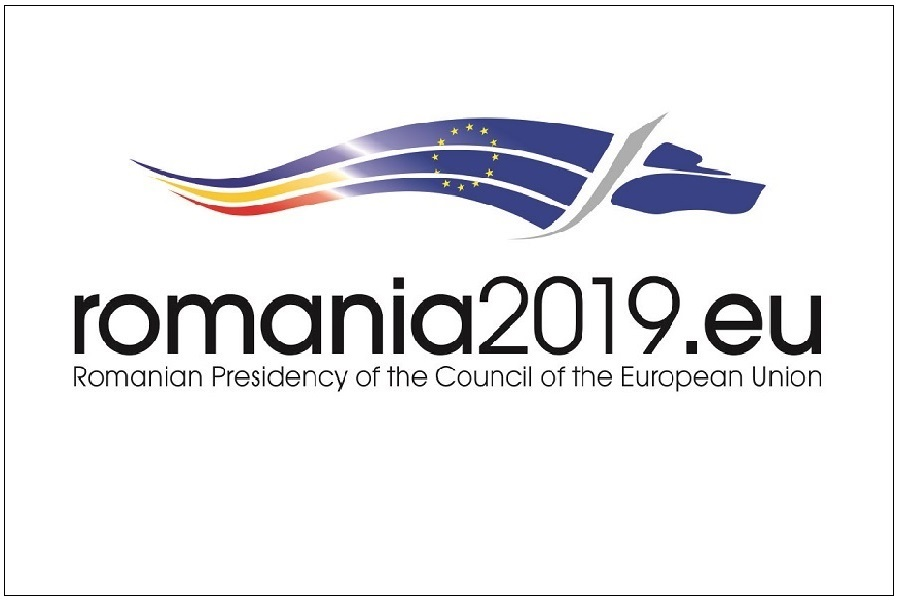 romania2019.eu
Romanian Presidency of the Council of the European Union